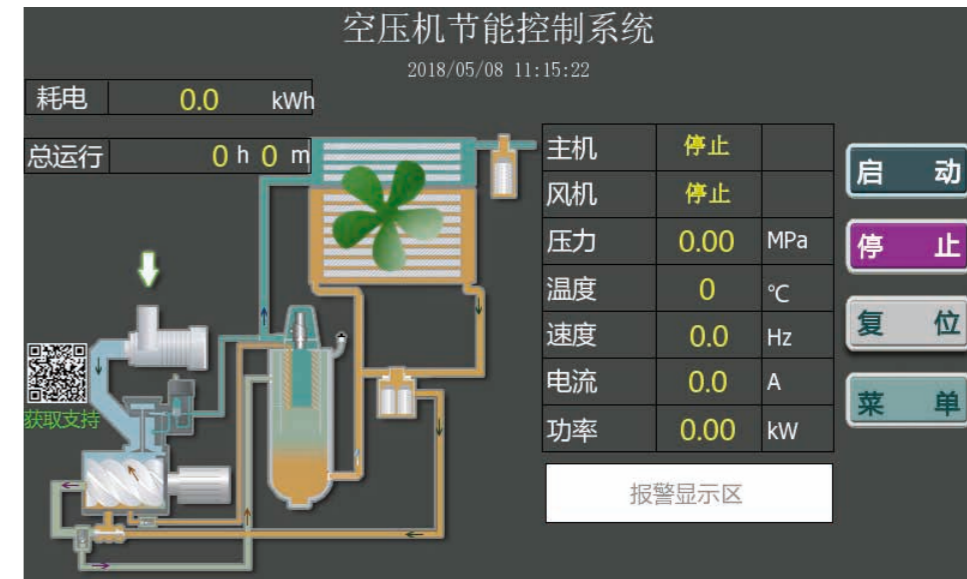 空压机节能控制系统
2018/05/08 11:15:22
耗电 0.0 kWh
总运行 0 h 0 m
主机 停止
风机 停止
压力 0.00 MPa
温度 0 ℃
速度 0.0 Hz
电流 0.0 A
功率 0.00 kW
报警显示区
启 动
停 止
复 位
菜 单
获取支持